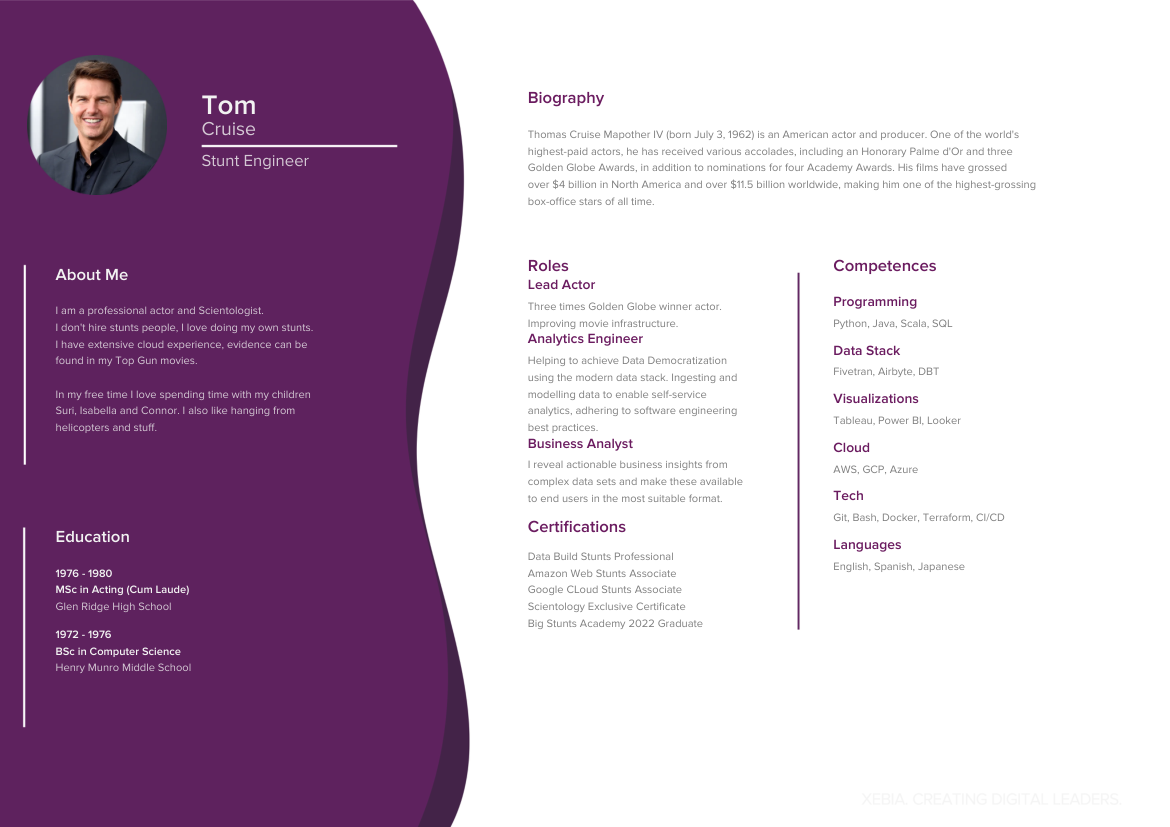 Tom
Cruise
Stunt Engineer
About Me
I am a professional actor and Scientologist.
I don't hire stunts people, I love doing my own stunts.
I have extensive cloud experience, evidence can be
found in my Top Gun movies.
In my free time I love spending time with my children
Suri, Isabella and Connor. I also like hanging from
helicopters and stuff.
Education
1976 - 1980
MSc in Acting (Cum Laude)
Glen Ridge High School
1972 - 1976
BSc in Computer Science
Henry Munro Middle School
Biography
Thomas Cruise Mapother IV (born July 3, 1962) is an American actor and producer. One of the world's
highest-paid actors, he has received various accolades, including an Honorary Palme d'Or and three
Golden Globe Awards, in addition to nominations for four Academy Awards. His films have grossed
over $4 billion in North America and over $11.5 billion worldwide, making him one of the highest-grossing
box-office stars of all time.
Roles
Lead Actor
Three times Golden Globe winner actor.
Improving movie infrastructure.
Analytics Engineer
Helping to achieve Data Democratization
using the modern data stack. Ingesting and
modelling data to enable self-service
analytics, adhering to software engineering
best practices.
Business Analyst
I reveal actionable business insights from
complex data sets and make these available
to end users in the most suitable format.
Certifications
Data Build Stunts Professional
Amazon Web Stunts Associate
Google CLoud Stunts Associate
Scientology Exclusive Certificate
Big Stunts Academy 2022 Graduate
Competences
Programming
Python, Java, Scala, SQL
Data Stack
Fivetran, Airbyte, DBT
Visualizations
Tableau, Power BI, Looker
Cloud
AWS, GCP, Azure
Tech
Git, Bash, Docker, Terraform, CI/CD
Languages
English, Spanish, Japanese
XEBIA. CREATING DIGITAL LEADERS.